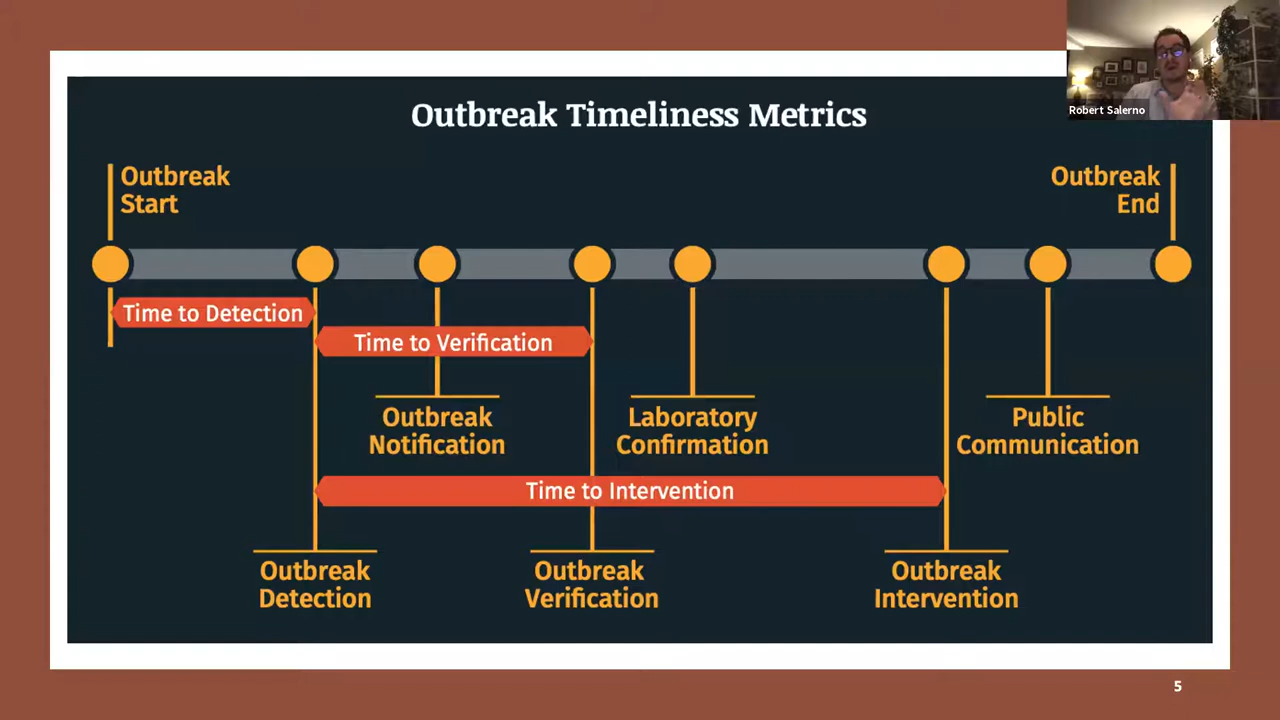 Robert Salerno
Outbreak Timeliness Metrics
Outbreak
Start
Outbreak
End
Time to Detection
Time to Verification
Outbreak
Notification
Laboratory
Confirmation
Public
Communication
Time to Intervention
Outbreak
Detection
Outbreak
Verification
Outbreak
Intervention
5